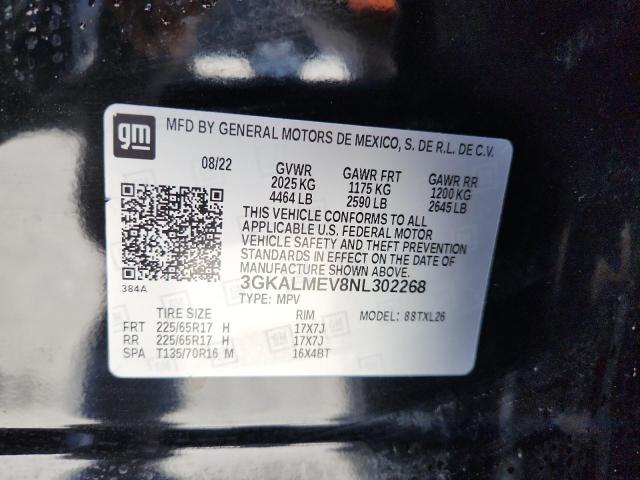 gm
MFD BY GENERAL MOTORS DE MEXICO, S. DE R.L. DE C.V.
08/22 GVWR GAWR FRT GAWR RR
2025 KG 1175 KG 1200 KG
4464 LB 2590 LB 2645 LB
THIS VEHICLE CONFORMS TO ALL
APPLICABLE U.S. FEDERAL MOTOR
VEHICLE SAFETY AND THEFT PREVENTION
STANDARDS IN EFFECT ON THE DATE OF
MANUFACTURE SHOWN ABOVE.
384A
3GKALMEV8NL302268
TYPE: MPV
TIRE SIZE RIM MODEL: 88TXL26
FRT 225/65R17 H 17X7J
RR 225/65R17 H 17X7J
SPA T135/70R16 M 16X4BT